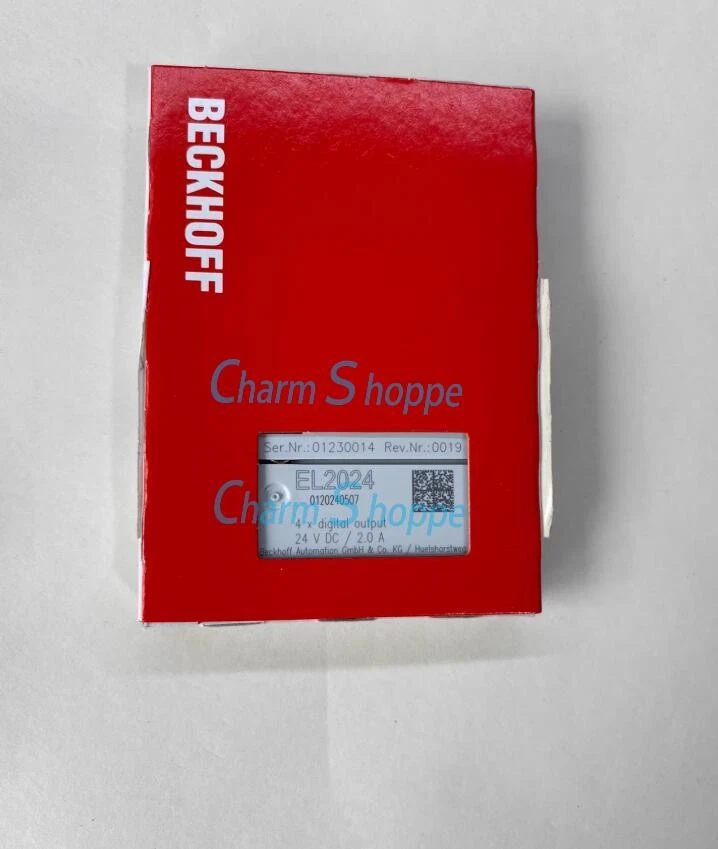 BECKHOFF
Charm Shoppe
Ser.Nr.:01230014 Rev.Nr.:0019
EL2024
0120240507
Charm Shoppe
4 x digital output
24 V DC / 2.0 A
Beckhoff Automation GmbH & Co. KG / Huelshorstweg